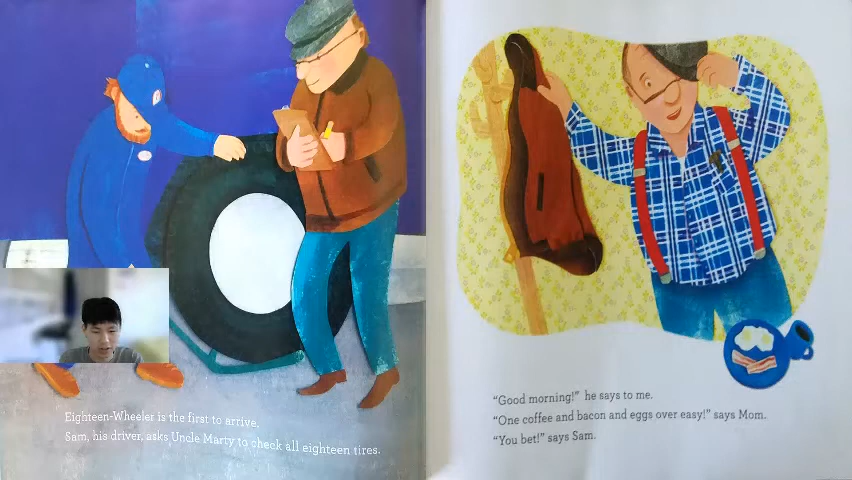 Eighteen-Wheeler is the first to arrive.
Sam, his driver, asks Uncle Marty to check all eighteen tires.
“Good morning!” he says to me.
“One coffee and bacon and eggs over easy!” says Mom.
“You bet!” says Sam.